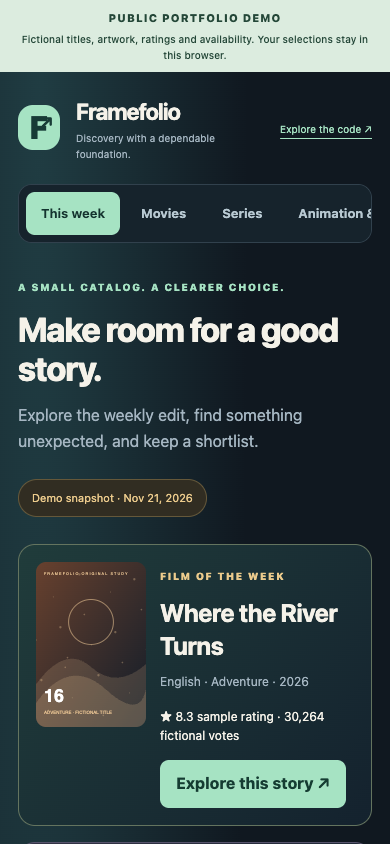 PUBLIC PORTFOLIO DEMO
Fictional titles, artwork, ratings and availability. Your selections stay in
this browser.
F
Framefolio
Discovery with a dependable
foundation.
Explore the code ↗
This week
Movies
Series
Animation &
A SMALL CATALOG. A CLEARER CHOICE.
Make room for a good
story.
Explore the weekly edit, find something
unexpected, and keep a shortlist.
Demo snapshot · Nov 21, 2026
FRAMEFOLIO ORIGINAL STUDY
16
ADVENTURE · FICTIONAL TITLE
FILM OF THE WEEK
Where the River
Turns
English · Adventure · 2026
★ 8.3 sample rating · 30,264
fictional votes
Explore this story ↗